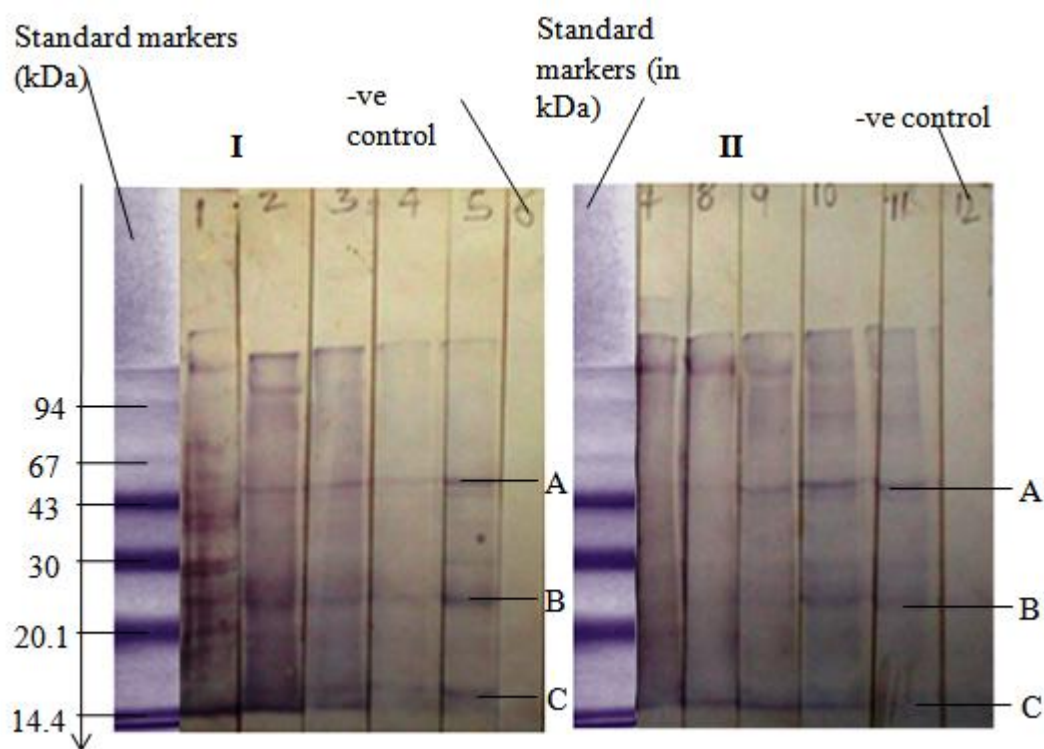 Standard markers
(kDa)
-ve
control
I
Standard
markers (in
kDa)
-ve control
II
1 2 3 4 5 6
7 8 9 10 11 12
94
67
43
30
20.1
14.4
A
B
C
A
B
C